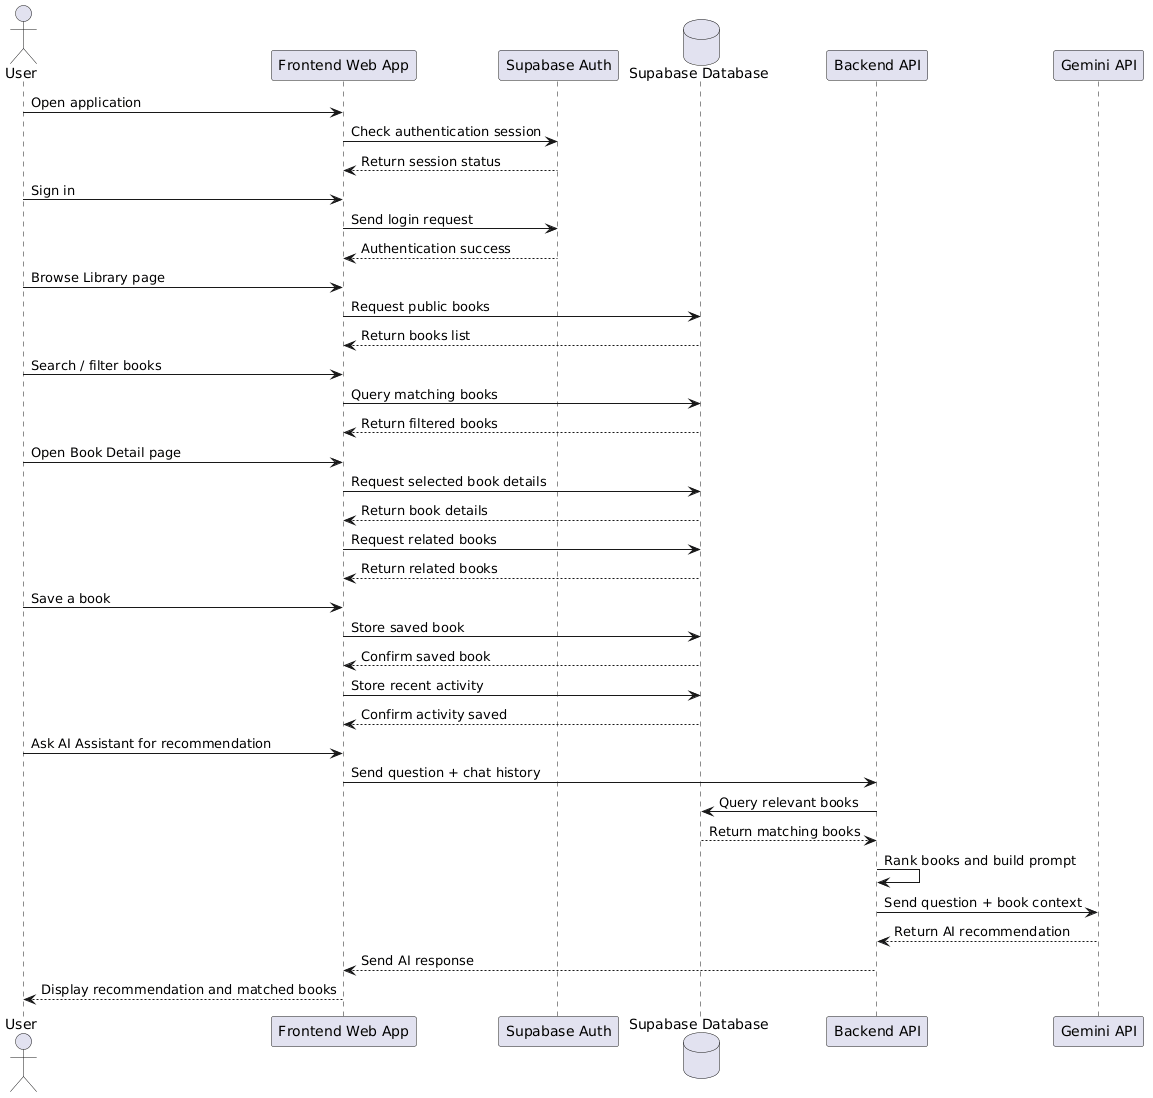 User
Frontend Web App
Supabase Auth
Supabase Database
Backend API
Gemini API
Open application
Check authentication session
Return session status
Sign in
Send login request
Authentication success
Browse Library page
Request public books
Return books list
Search / filter books
Query matching books
Return filtered books
Open Book Detail page
Request selected book details
Return book details
Request related books
Return related books
Save a book
Store saved book
Confirm saved book
Store recent activity
Confirm activity saved
Ask AI Assistant for recommendation
Send question + chat history
Query relevant books
Return matching books
Rank books and build prompt
Send question + book context
Return AI recommendation
Send AI response
Display recommendation and matched books
User
Frontend Web App
Supabase Auth
Supabase Database
Backend API
Gemini API